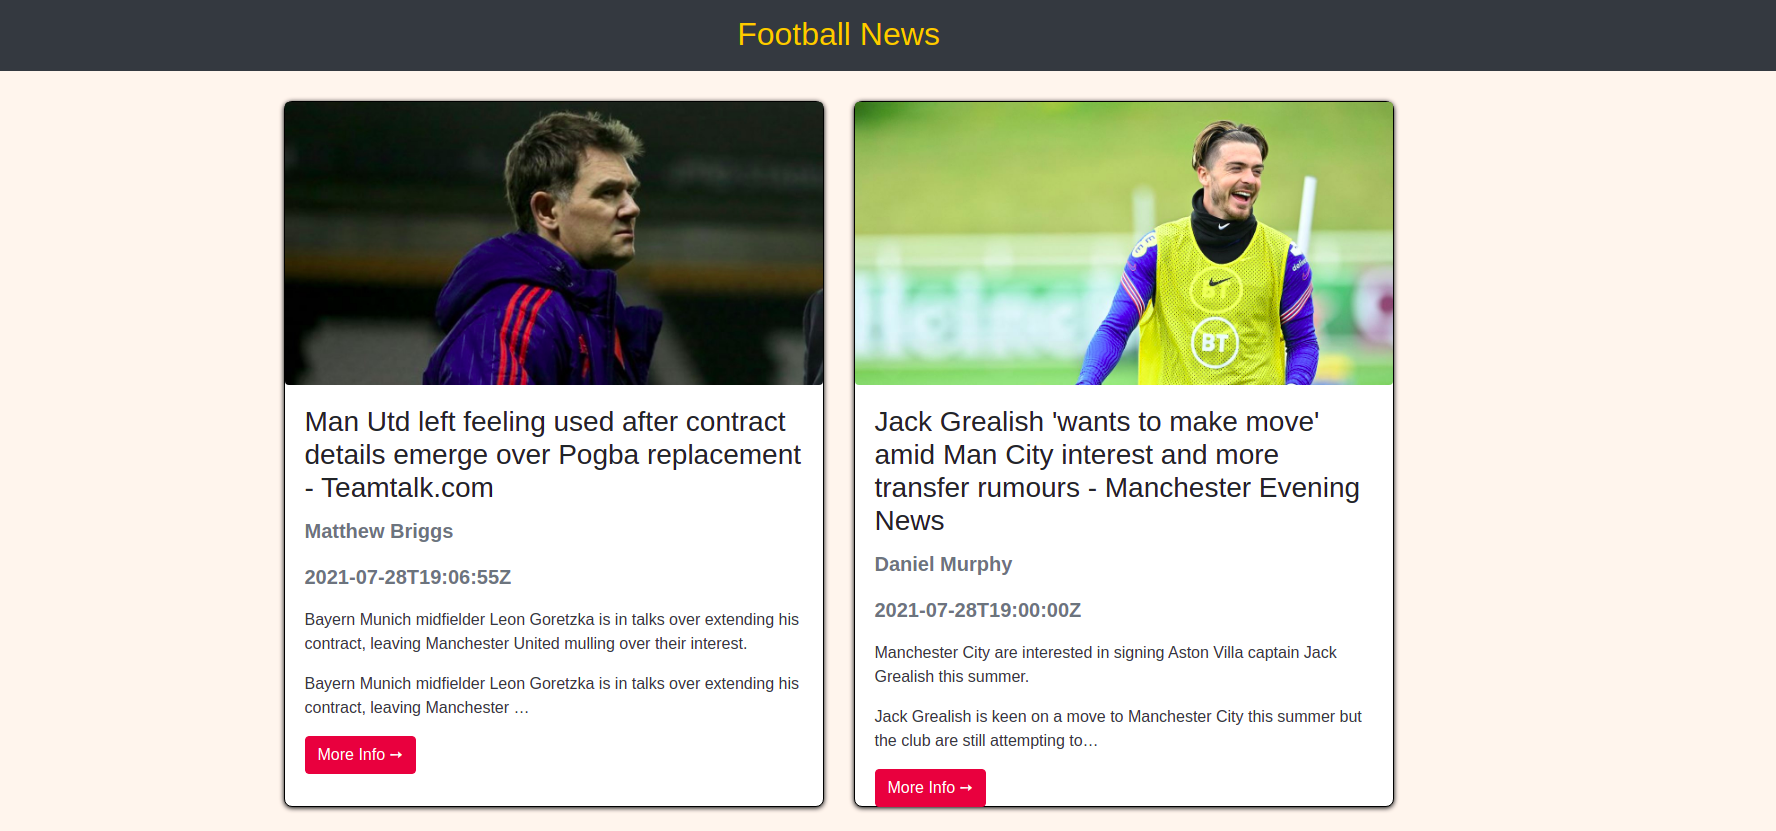 Football News
Man Utd left feeling used after contract
details emerge over Pogba replacement
- Teamtalk.com
Matthew Briggs
2021-07-28T19:06:55Z
Bayern Munich midfielder Leon Goretzka is in talks over extending his
contract, leaving Manchester United mulling over their interest.
Bayern Munich midfielder Leon Goretzka is in talks over extending his
contract, leaving Manchester …
More Info ➙
BT
BT
Jack Grealish 'wants to make move'
amid Man City interest and more
transfer rumours - Manchester Evening
News
Daniel Murphy
2021-07-28T19:00:00Z
Manchester City are interested in signing Aston Villa captain Jack
Grealish this summer.
Jack Grealish is keen on a move to Manchester City this summer but
the club are still attempting to…
More Info ➙